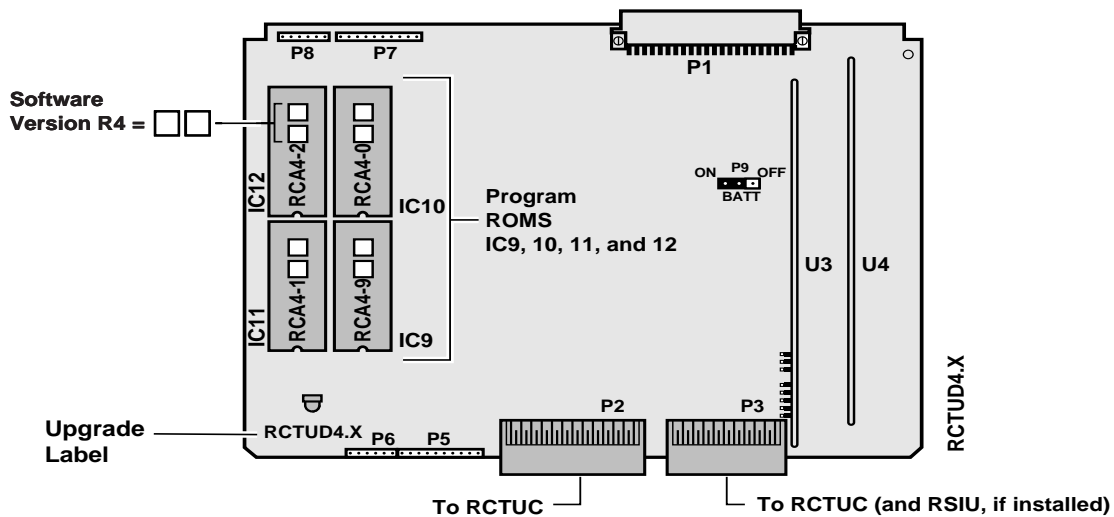 P8
P7
P1
Software
Version R4 =
RCA4-2
RCA4-0
IC12
IC10
ON
P9
OFF
BATT
Program
ROMS
IC9, 10, 11, and 12
U3
U4
RCA4-1
RCA4-9
IC11
IC9
RCTUD4.X
P2
P3
Upgrade
Label
RCTUD4.X
P6
P5
To RCTUC
To RCTUC (and RSIU, if installed)